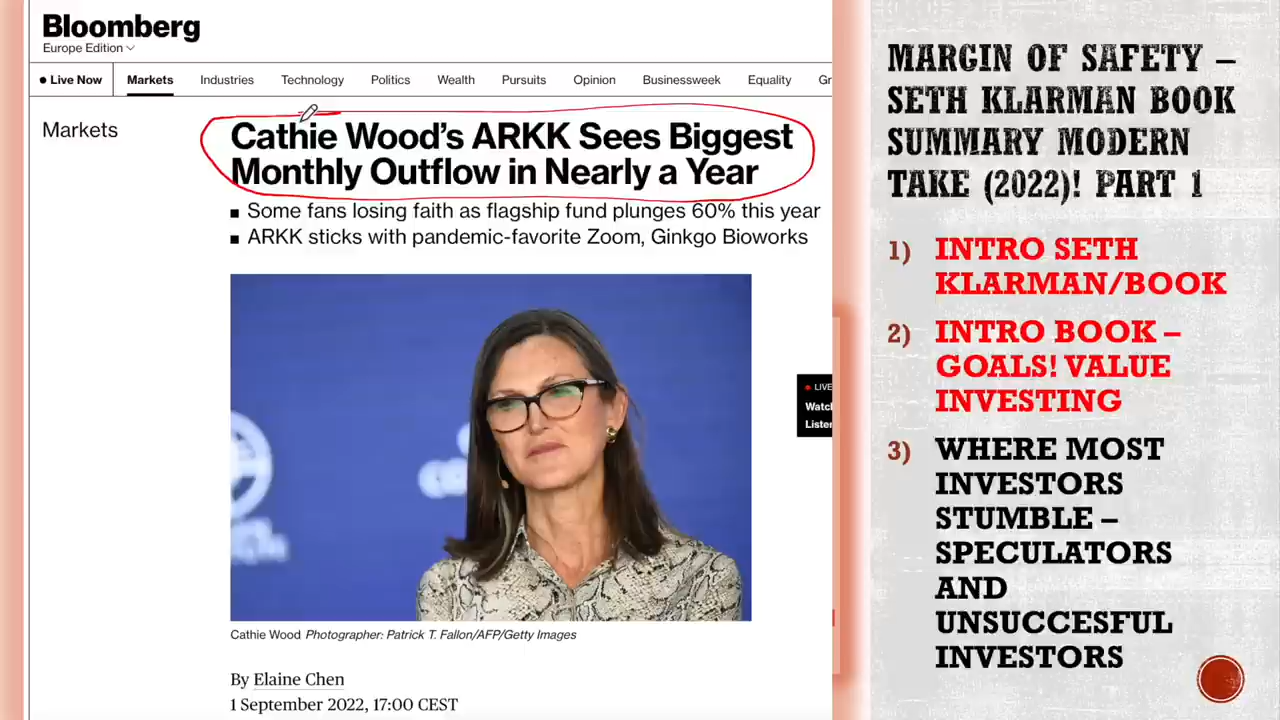 Bloomberg
Europe Edition
Live Now Markets Industries Technology Politics Wealth Pursuits Opinion Businessweek Equality Gr
Markets
Cathie Wood's ARKK Sees Biggest
Monthly Outflow in Nearly a Year
Some fans losing faith as flagship fund plunges 60% this year
ARKK sticks with pandemic-favorite Zoom, Ginkgo Bioworks
LIVE
Watch
Listen
Cathie Wood Photographer: Patrick T. Fallon/AFP/Getty Images
By Elaine Chen
1 September 2022, 17:00 CEST
MARGIN OF SAFETY –
SETH KLARMAN BOOK
SUMMARY MODERN
TAKE (2022)! PART 1
1) INTRO SETH
KLARMAN/BOOK
2) INTRO BOOK –
GOALS! VALUE
INVESTING
3) WHERE MOST
INVESTORS
STUMBLE –
SPECULATORS
AND
UNSUCCESFUL
INVESTORS